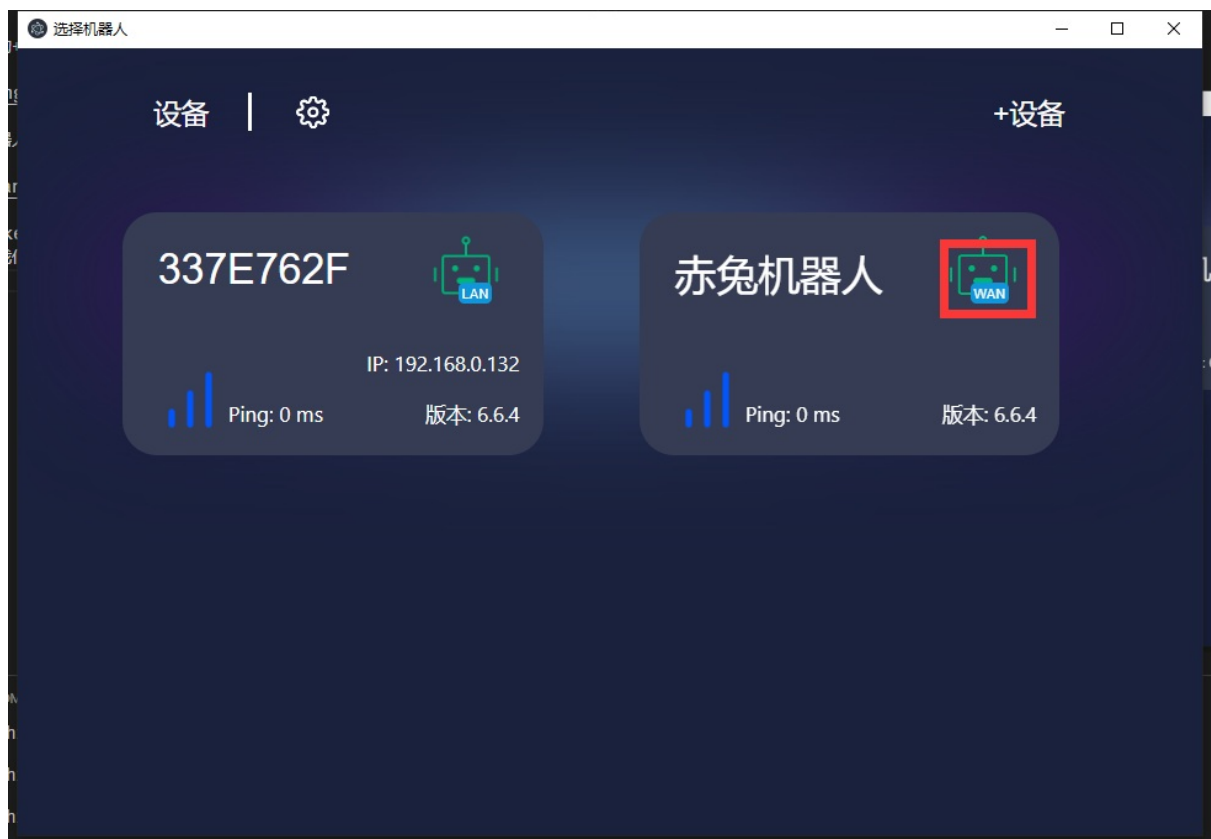 选择机器人
设备
+设备
337E762F
LAN
IP: 192.168.0.132
Ping: 0 ms
版本: 6.6.4
赤兔机器人
WAN
Ping: 0 ms
版本: 6.6.4